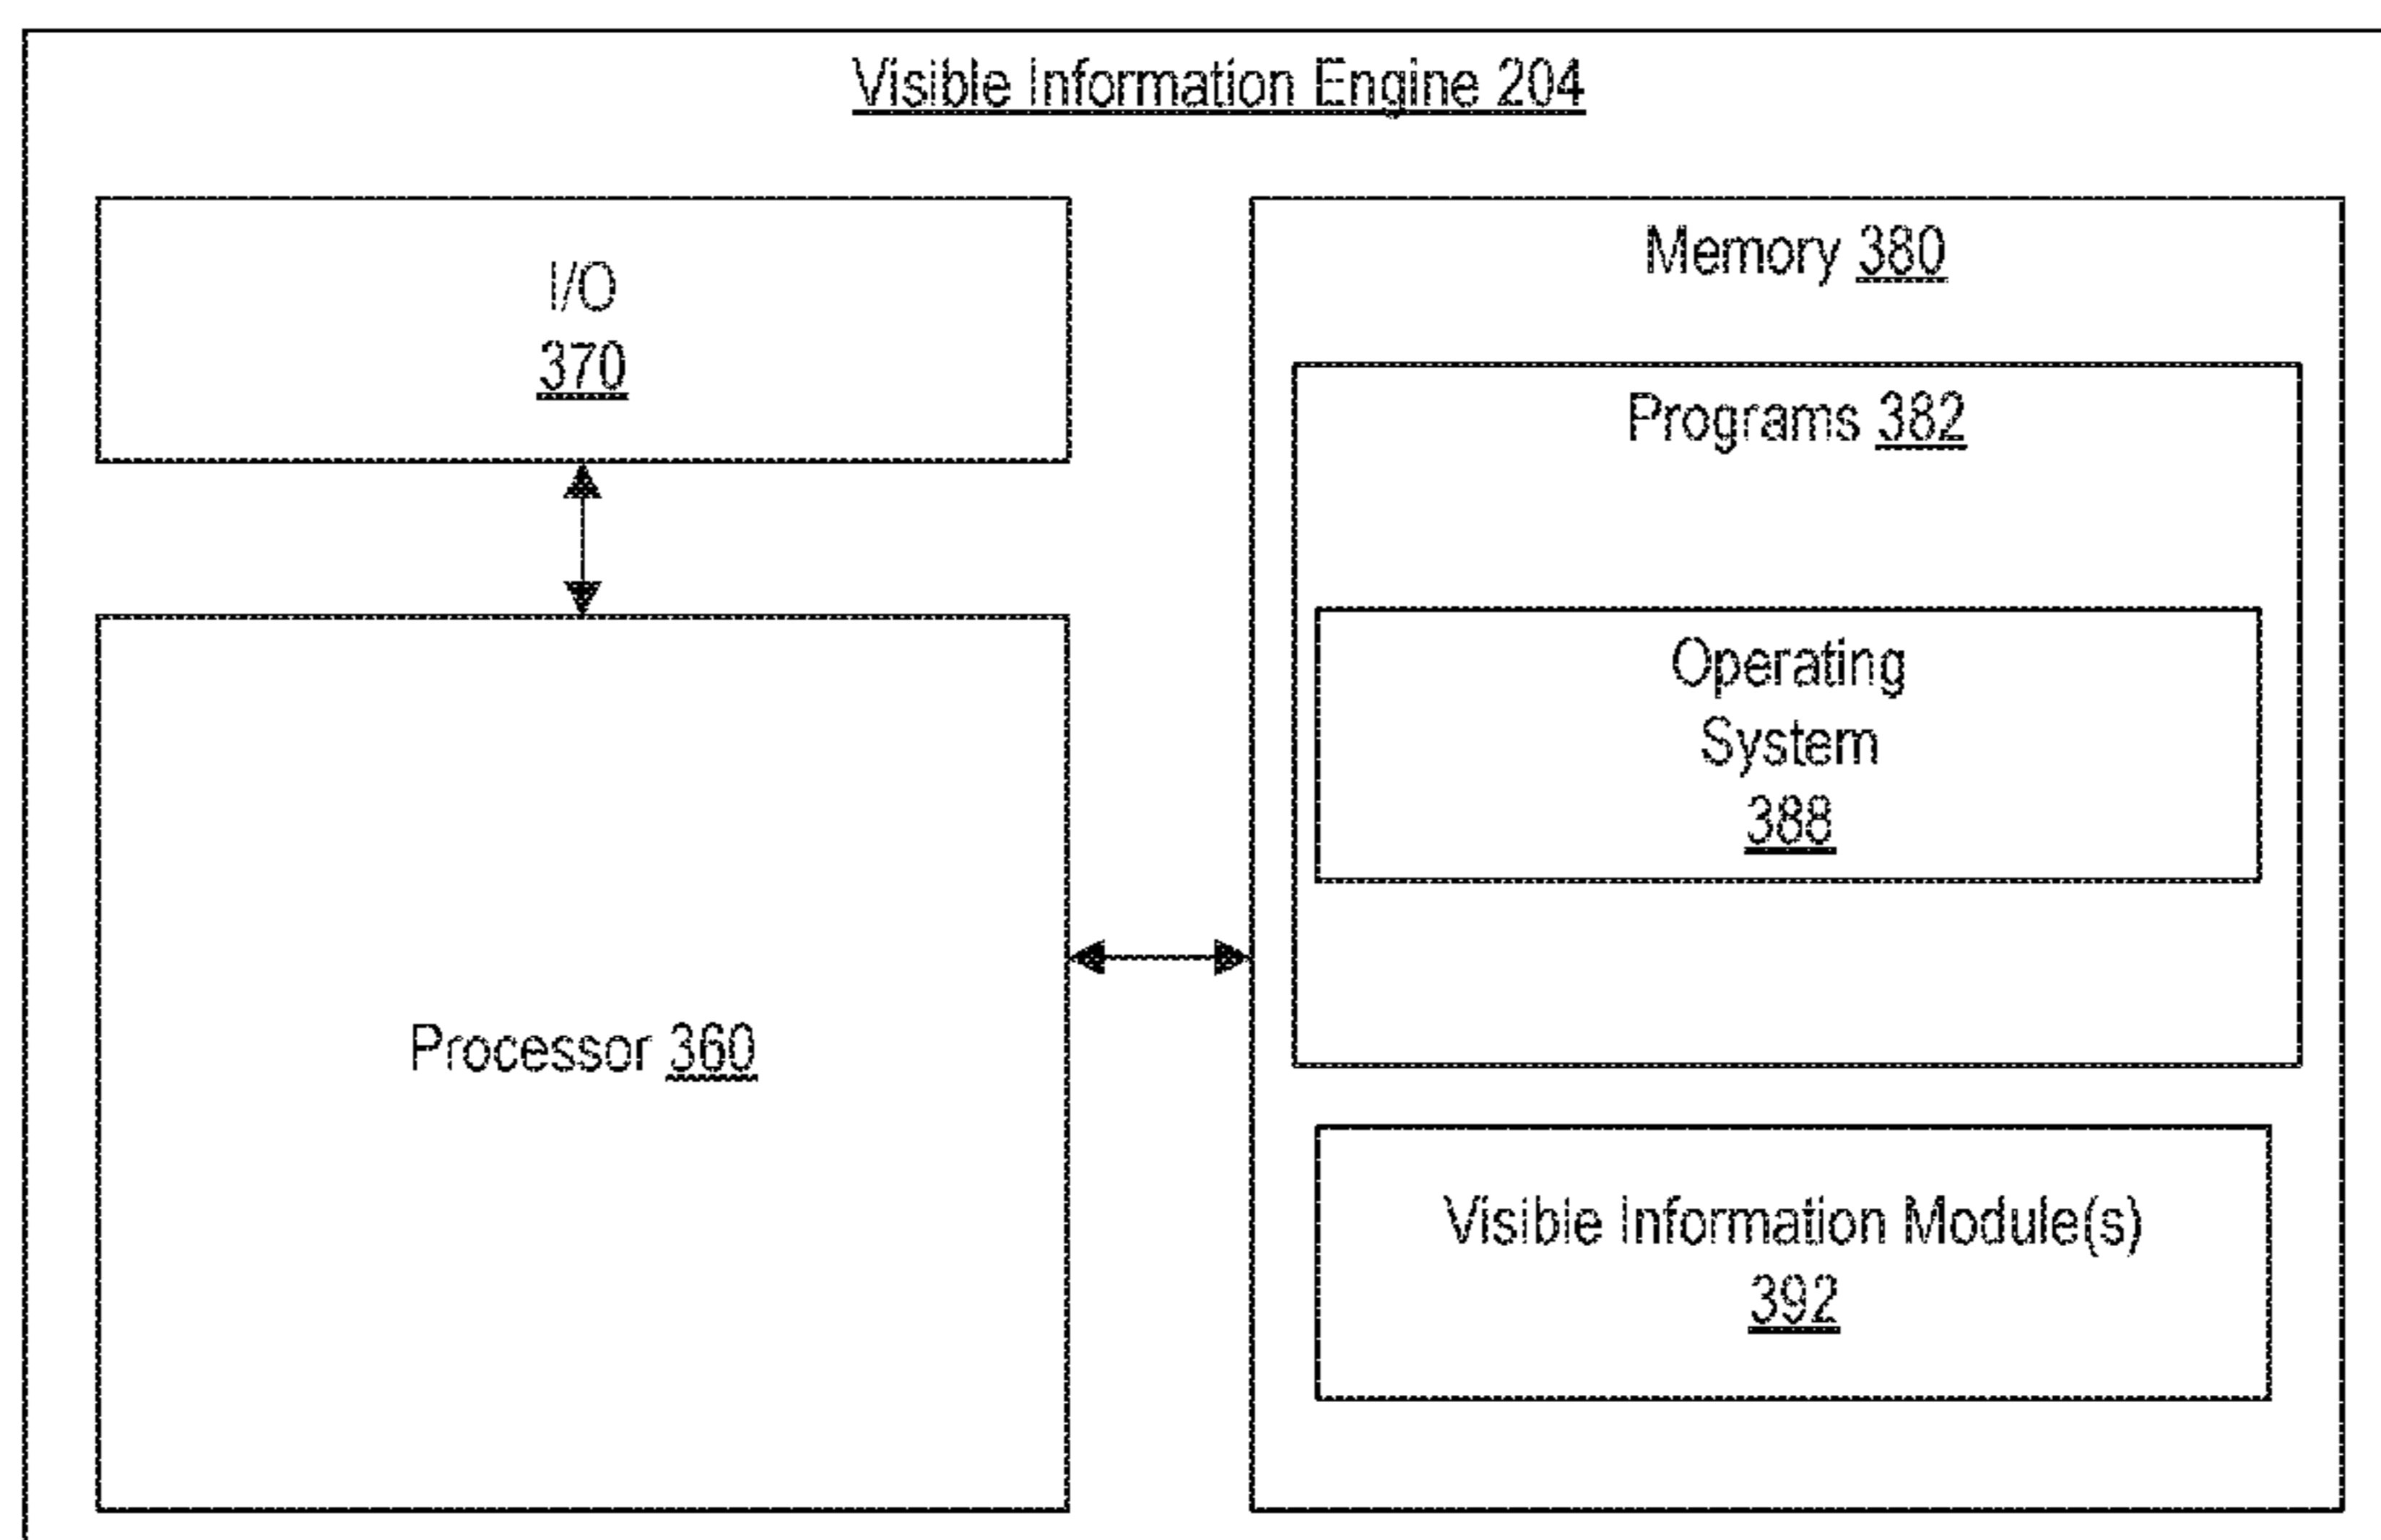 Visible Information Engine 204
I/O
370
Processor 360
Memory 380
Programs 382
Operating
System
388
Visible Information Module(s)
392